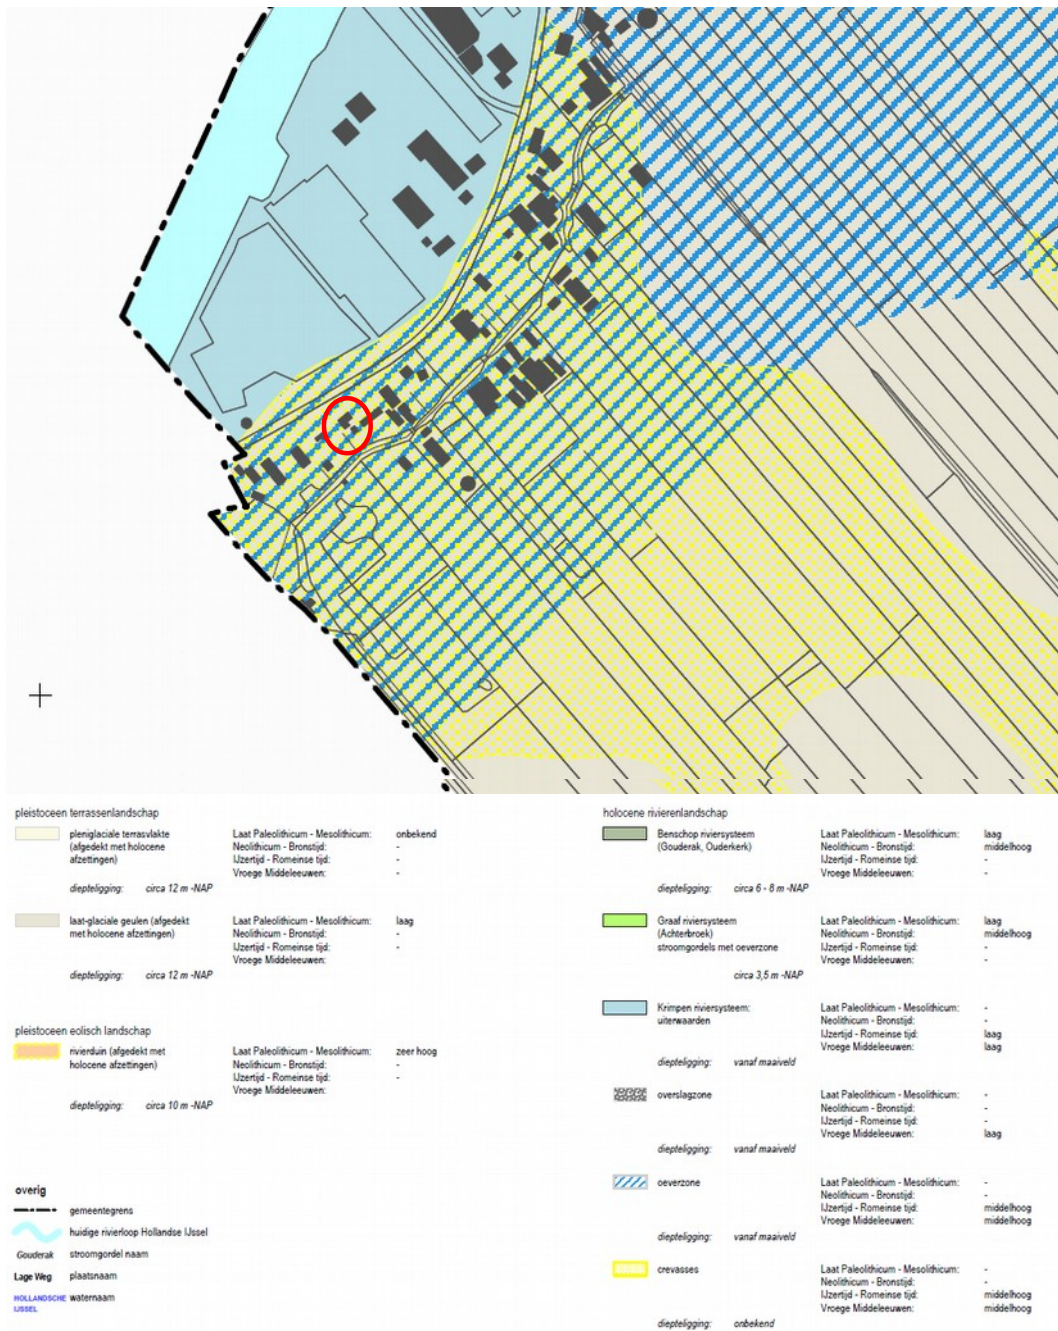 pleistoceen terrassenlandschap
pleniglaciale terrasvlakte Laat Paleolithicum - Mesolithicum: onbekend
(afgedekt met holocene Neolithicum - Bronstijd: -
afzettingen) IJzertijd - Romeinse tijd: -
Vroege Middeleeuwen: -
diepteligging: circa 12 m -NAP
laat-glaciale geulen (afgedekt Laat Paleolithicum - Mesolithicum: laag
met holocene afzettingen) Neolithicum - Bronstijd: -
IJzertijd - Romeinse tijd: -
Vroege Middeleeuwen: -
diepteligging: circa 12 m -NAP
pleistoceen eolisch landschap
rivierduin (afgedekt met Laat Paleolithicum - Mesolithicum: zeer hoog
holocene afzettingen) Neolithicum - Bronstijd: -
IJzertijd - Romeinse tijd: -
Vroege Middeleeuwen:
diepteligging: circa 10 m -NAP
overig
gemeentegrens
huidige rivierloop Hollandse IJssel
Gouderak stroomgordel naam
Lage Weg plaatsnaam
HOLLANDSCHE waternaam
IJSSEL
holocene rivierenlandschap
Benschop riviersysteem Laat Paleolithicum - Mesolithicum: laag
(Gouderak, Ouderkerk) Neolithicum - Bronstijd: middelhoog
IJzertijd - Romeinse tijd: -
Vroege Middeleeuwen: -
diepteligging: circa 6 - 8 m -NAP
Graaf riviersysteem Laat Paleolithicum - Mesolithicum: laag
(Achterbroek) Neolithicum - Bronstijd: middelhoog
stroomgordels met oeverzone IJzertijd - Romeinse tijd: -
Vroege Middeleeuwen: -
circa 3,5 m -NAP
Krimpen riviersysteem: Laat Paleolithicum - Mesolithicum: -
uiterwaarden Neolithicum - Bronstijd: -
IJzertijd - Romeinse tijd: laag
Vroege Middeleeuwen: laag
diepteligging: vanaf maaiveld
overslagzone Laat Paleolithicum - Mesolithicum: -
Neolithicum - Bronstijd: -
IJzertijd - Romeinse tijd: -
Vroege Middeleeuwen: laag
diepteligging: vanaf maaiveld
oeverzone Laat Paleolithicum - Mesolithicum: -
Neolithicum - Bronstijd: -
IJzertijd - Romeinse tijd: middelhoog
Vroege Middeleeuwen: middelhoog
diepteligging: vanaf maaiveld
crevasses Laat Paleolithicum - Mesolithicum: -
Neolithicum - Bronstijd: -
IJzertijd - Romeinse tijd: middelhoog
Vroege Middeleeuwen: middelhoog
diepteligging: onbekend